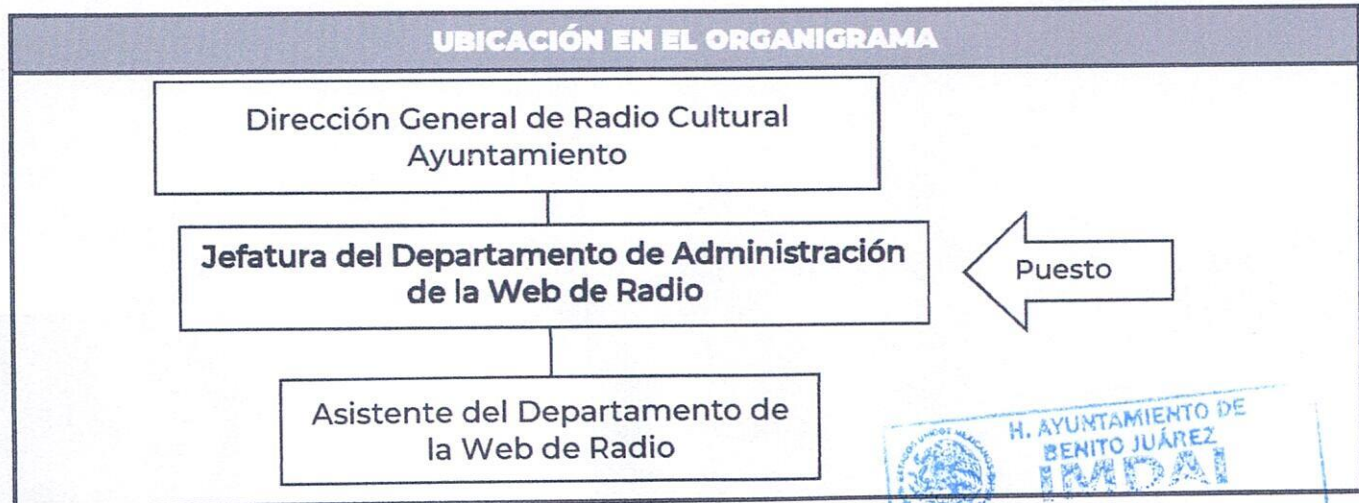 UBICACIÓN EN EL ORGANIGRAMA
Dirección General de Radio Cultural
Ayuntamiento
Jefatura del Departamento de Administración
de la Web de Radio
Puesto
Asistente del Departamento de
la Web de Radio
H. AYUNTAMIENTO DE
BENITO JUÁREZ
IMDAI